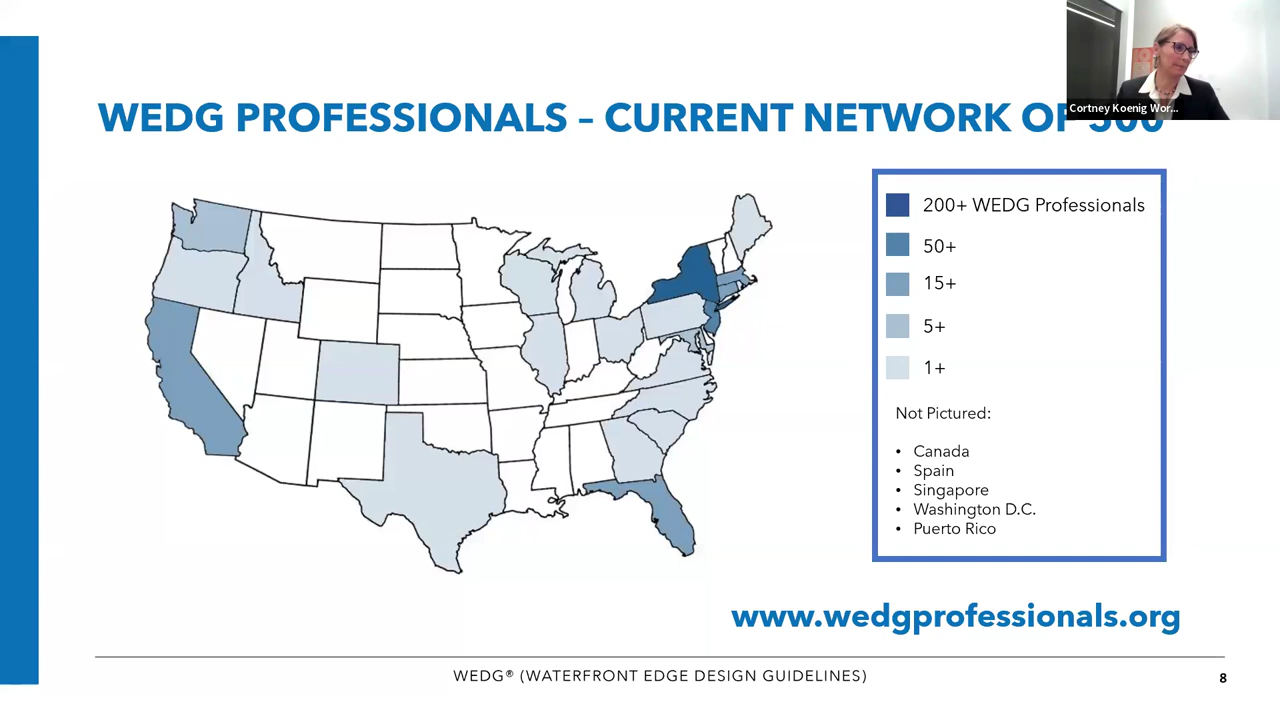 WEDG PROFESSIONALS – CURRENT NETWORK OF
Cortney Koenig Wor...
200+ WEDG Professionals
50+
15+
5+
1+
Not Pictured:
• Canada
• Spain
• Singapore
• Washington D.C.
• Puerto Rico
www.wedgprofessionals.org
WEDG® (WATERFRONT EDGE DESIGN GUIDELINES)
8